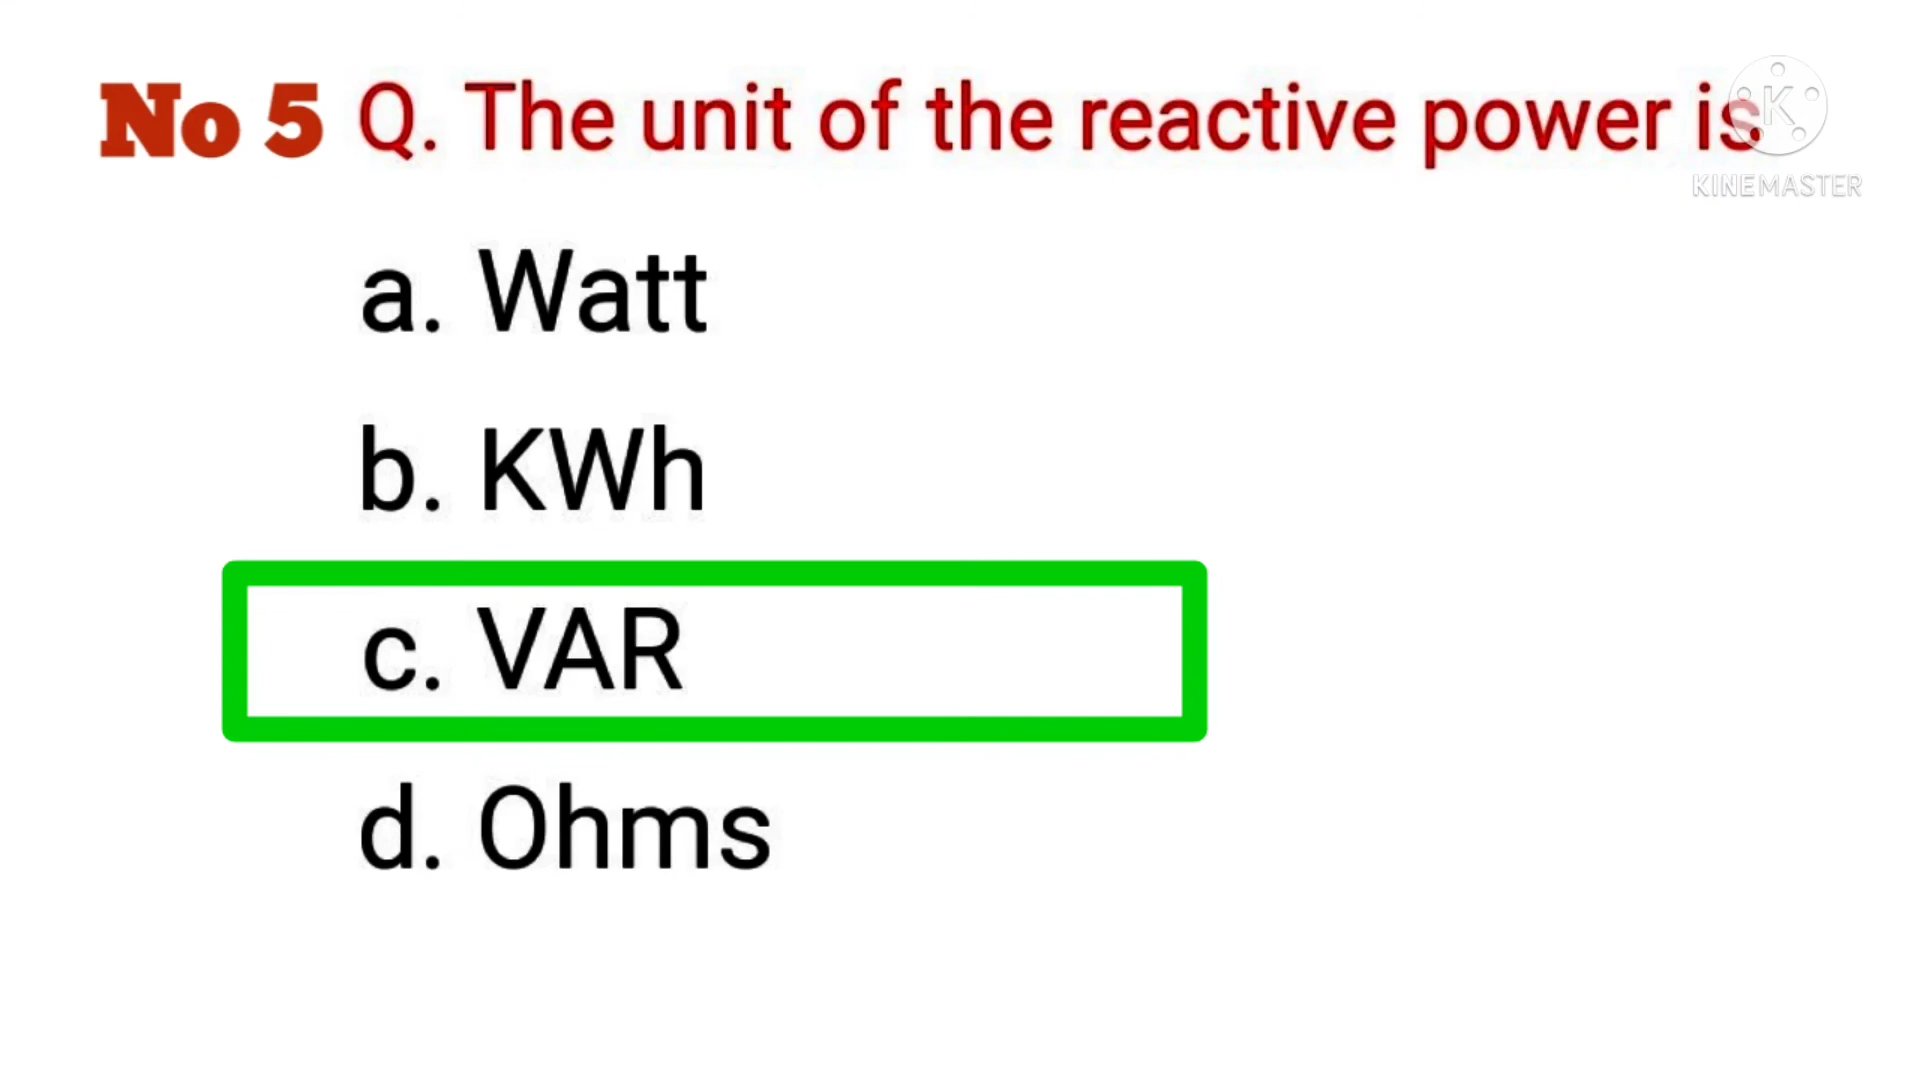 No 5 Q. The unit of the reactive power is
KINEMASTER
a. Watt
b. KWh
c. VAR
d. Ohms